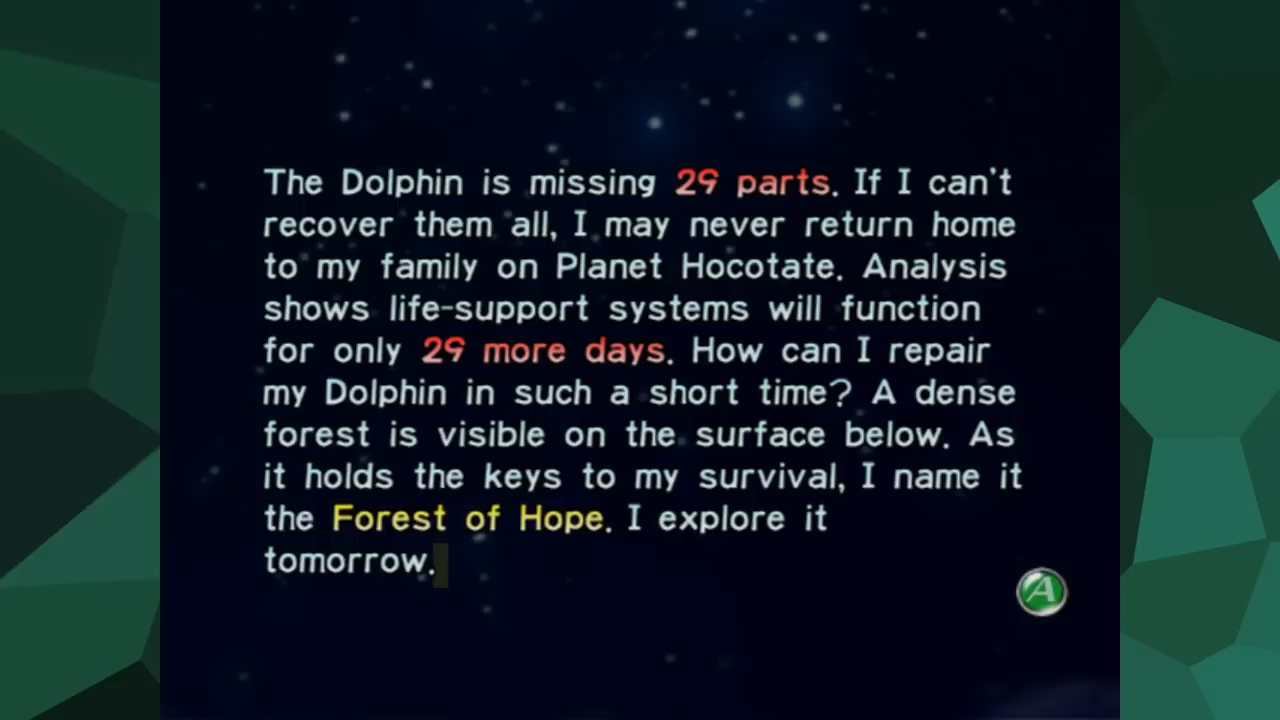 The Dolphin is missing 29 parts. If I can't
recover them all, I may never return home
to my family on Planet Hocotate. Analysis
shows life-support systems will function
for only 29 more days. How can I repair
my Dolphin in such a short time? A dense
forest is visible on the surface below. As
it holds the keys to my survival, I name it
the Forest of Hope. I explore it
tomorrow.
A